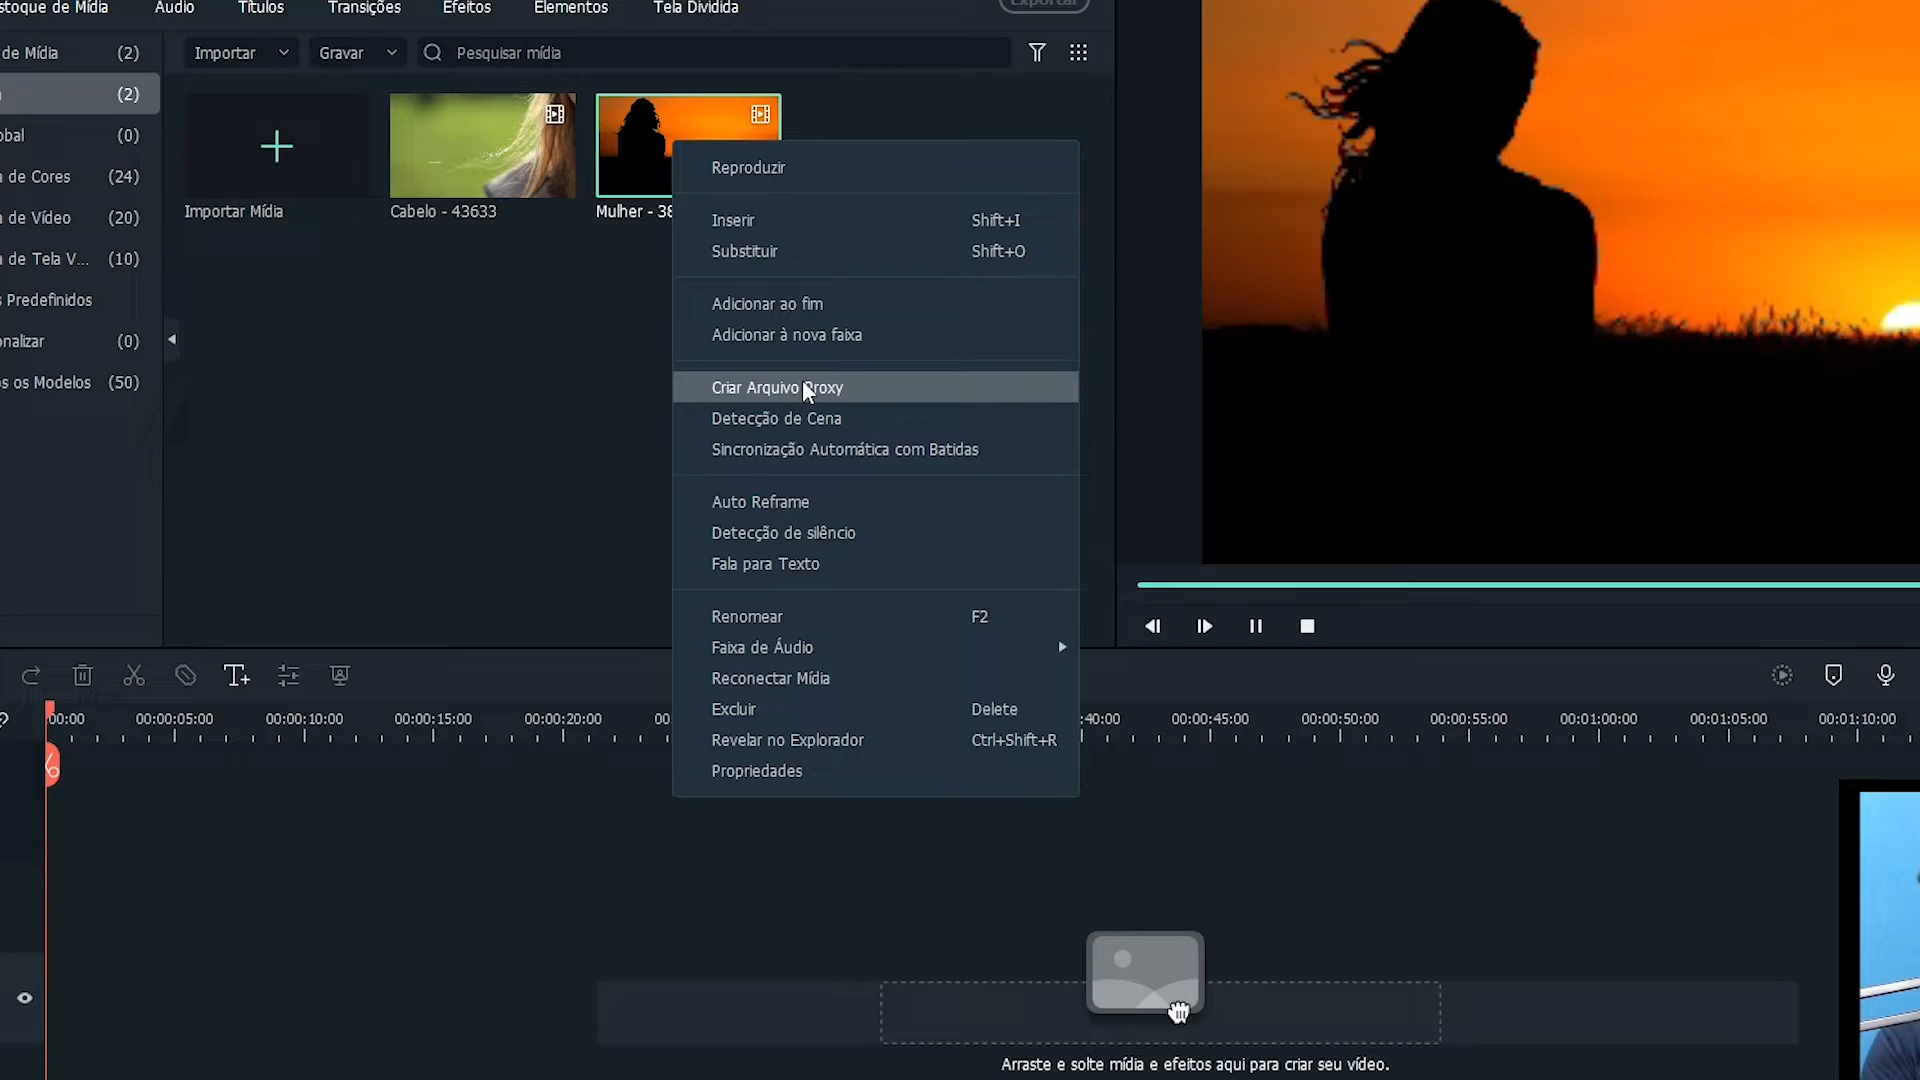 stoque de Mídia Áudio Títulos Transições Efeitos Elementos Tela Dividida Exportar
de Mídia (2)
Importar Gravar Pesquisar mídia
(2)
obal (0)
a de Cores (24)
a de Vídeo (20)
a de Tela V... (10)
s Predefinidos
onalizar (0)
s os Modelos (50)
Importar Mídia Cabelo - 43633 Mulher - 38
Reproduzir
Inserir Shift+I
Substituir Shift+O
Adicionar ao fim
Adicionar à nova faixa
Criar Arquivo Proxy
Detecção de Cena
Sincronização Automática com Batidas
Auto Reframe
Detecção de silêncio
Fala para Texto
Renomear F2
Faixa de Áudio
Reconectar Mídia
Excluir Delete
Revelar no Explorador Ctrl+Shift+R
Propriedades
00:00 00:00:05:00 00:00:10:00 00:00:15:00 00:00:20:00 00 :40:00 00:00:45:00 00:00:50:00 00:00:55:00 00:01:00:00 00:01:05:00 00:01:10:00
Arraste e solte mídia e efeitos aqui para criar seu vídeo.